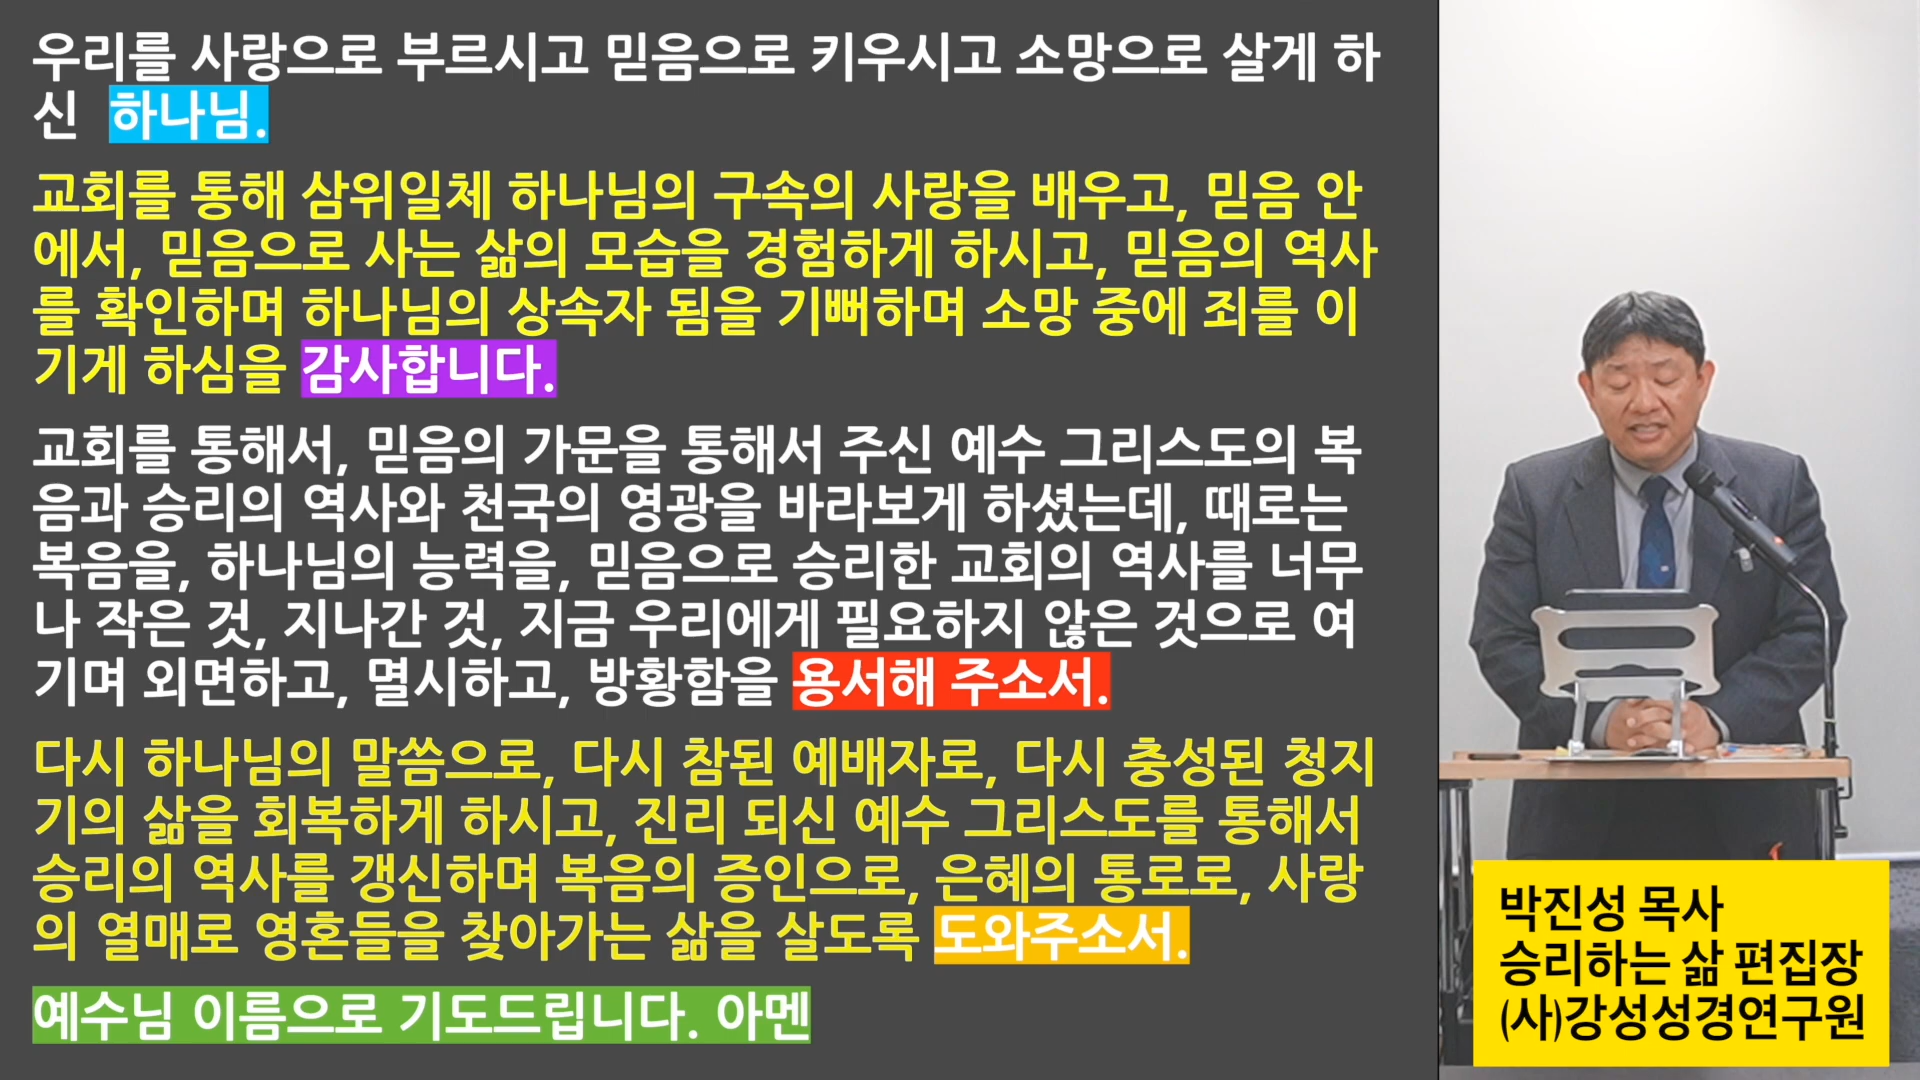 우리를 사랑으로 부르시고 믿음으로 키우시고 소망으로 살게 하
신 하나님.
교회를 통해 삼위일체 하나님의 구속의 사랑을 배우고, 믿음 안
에서, 믿음으로 사는 삶의 모습을 경험하게 하시고, 믿음의 역사
를 확인하며 하나님의 상속자 됨을 기뻐하며 소망 중에 죄를 이
기게 하심을 감사합니다.
교회를 통해서, 믿음의 가문을 통해서 주신 예수 그리스도의 복
음과 승리의 역사와 천국의 영광을 바라보게 하셨는데, 때로는
복음을, 하나님의 능력을, 믿음으로 승리한 교회의 역사를 너무
나 작은 것, 지나간 것, 지금 우리에게 필요하지 않은 것으로 여
기며 외면하고, 멸시하고, 방황함을 용서해 주소서.
다시 하나님의 말씀으로, 다시 참된 예배자로, 다시 충성된 청지
기의 삶을 회복하게 하시고, 진리 되신 예수 그리스도를 통해서
승리의 역사를 갱신하며 복음의 증인으로, 은혜의 통로로, 사랑
의 열매로 영혼들을 찾아가는 삶을 살도록 도와주소서.
예수님 이름으로 기도드립니다. 아멘
박진성 목사
승리하는 삶 편집장
(사)강성성경연구원